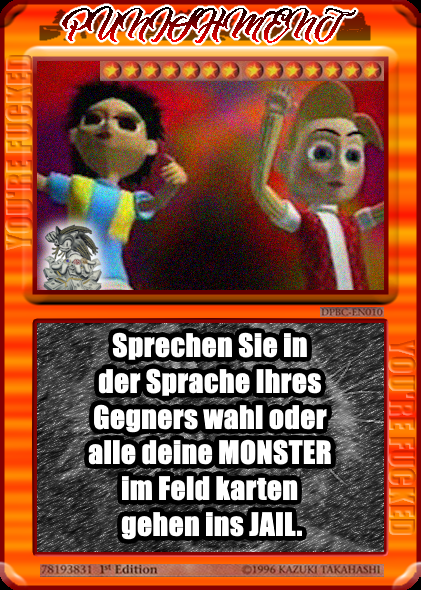 PUNISHMENT
YOU'RE FUCKED
DPBC-EN010
Sprechen Sie in
der Sprache Ihres
Gegners wahl oder
alle deine MONSTER
im Feld karten
gehen ins JAIL.
YOU'RE FUCKED
78193831 1st Edition ©1996 KAZUKI TAKAHASHI